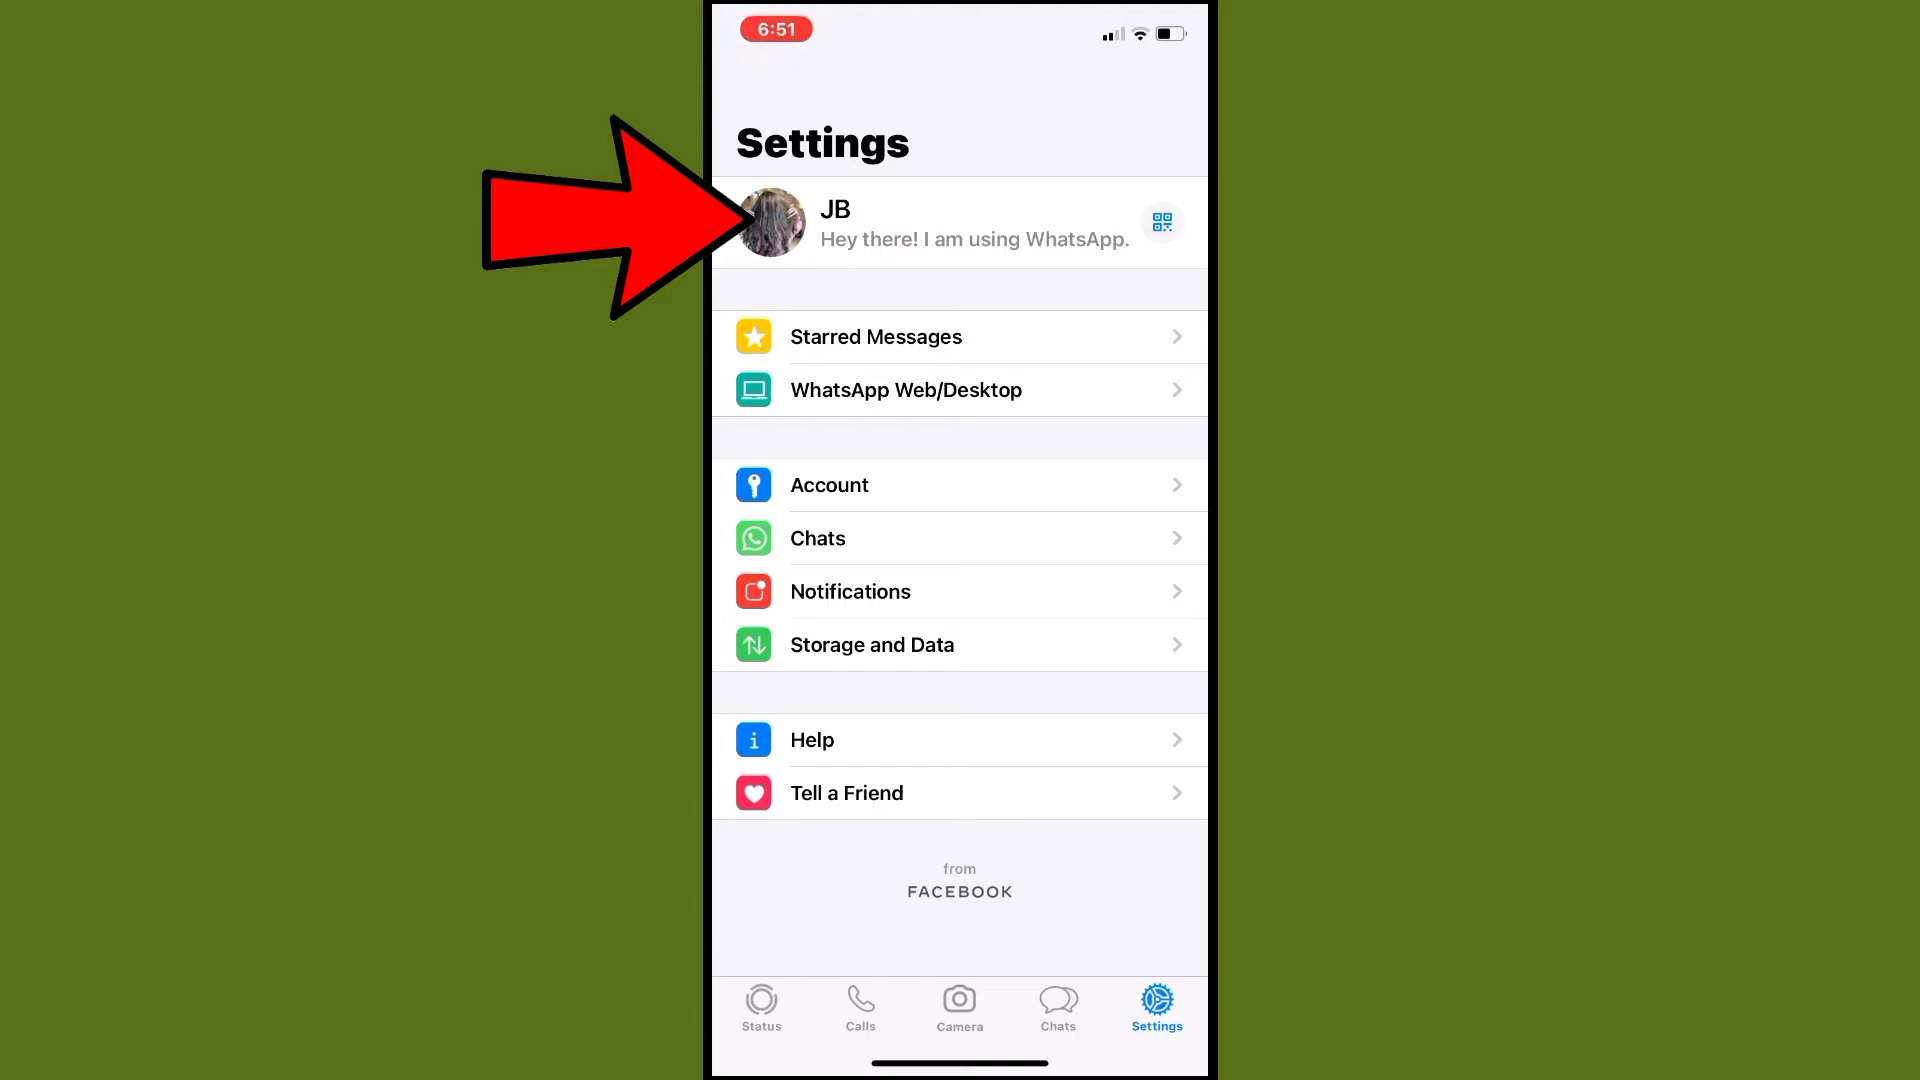 6:51
Settings
JB
Hey there! I am using WhatsApp.
Starred Messages
WhatsApp Web/Desktop
Account
Chats
Notifications
Storage and Data
Help
Tell a Friend
from
FACEBOOK
Status
Calls
Camera
Chats
Settings